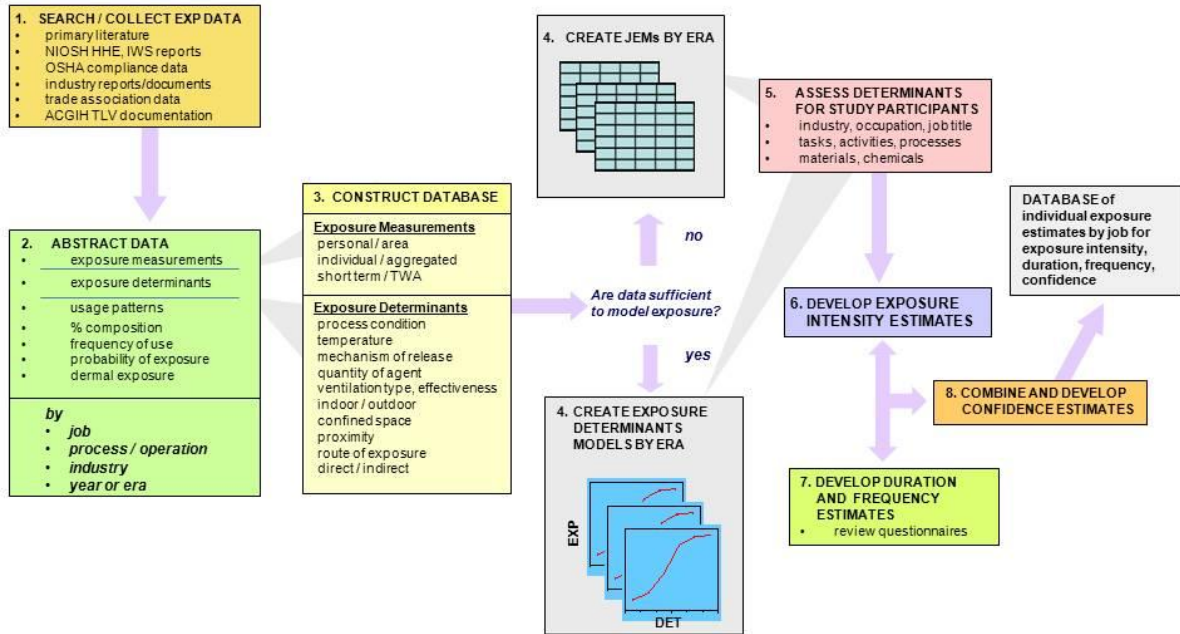 1. SEARCH / COLLECT EXP DATA
• primary literature
• NIOSH HHE, IWS reports
• OSHA compliance data
• industry reports/documents
• trade association data
• ACGIH TLV documentation
2. ABSTRACT DATA
• exposure measurements
• exposure determinants
• usage patterns
• % composition
• frequency of use
• probability of exposure
• dermal exposure
by
• job
• process / operation
• industry
• year or era
3. CONSTRUCT DATABASE
Exposure Measurements
personal / area
individual / aggregated
short term / TWA
Exposure Determinants
process condition
temperature
mechanism of release
quantity of agent
ventilation type, effectiveness
indoor / outdoor
confined space
proximity
route of exposure
direct / indirect
Are data sufficient
to model exposure?
no
yes
4. CREATE JEMs BY ERA
4. CREATE EXPOSURE
DETERMINANTS
MODELS BY ERA
EXP
DET
5. ASSESS DETERMINANTS
FOR STUDY PARTICIPANTS
• industry, occupation, job title
• tasks, activities, processes
• materials, chemicals
6. DEVELOP EXPOSURE
INTENSITY ESTIMATES
7. DEVELOP DURATION
AND FREQUENCY
ESTIMATES
• review questionnaires
8. COMBINE AND DEVELOP
CONFIDENCE ESTIMATES
DATABASE of
individual exposure
estimates by job for
exposure intensity,
duration, frequency,
confidence